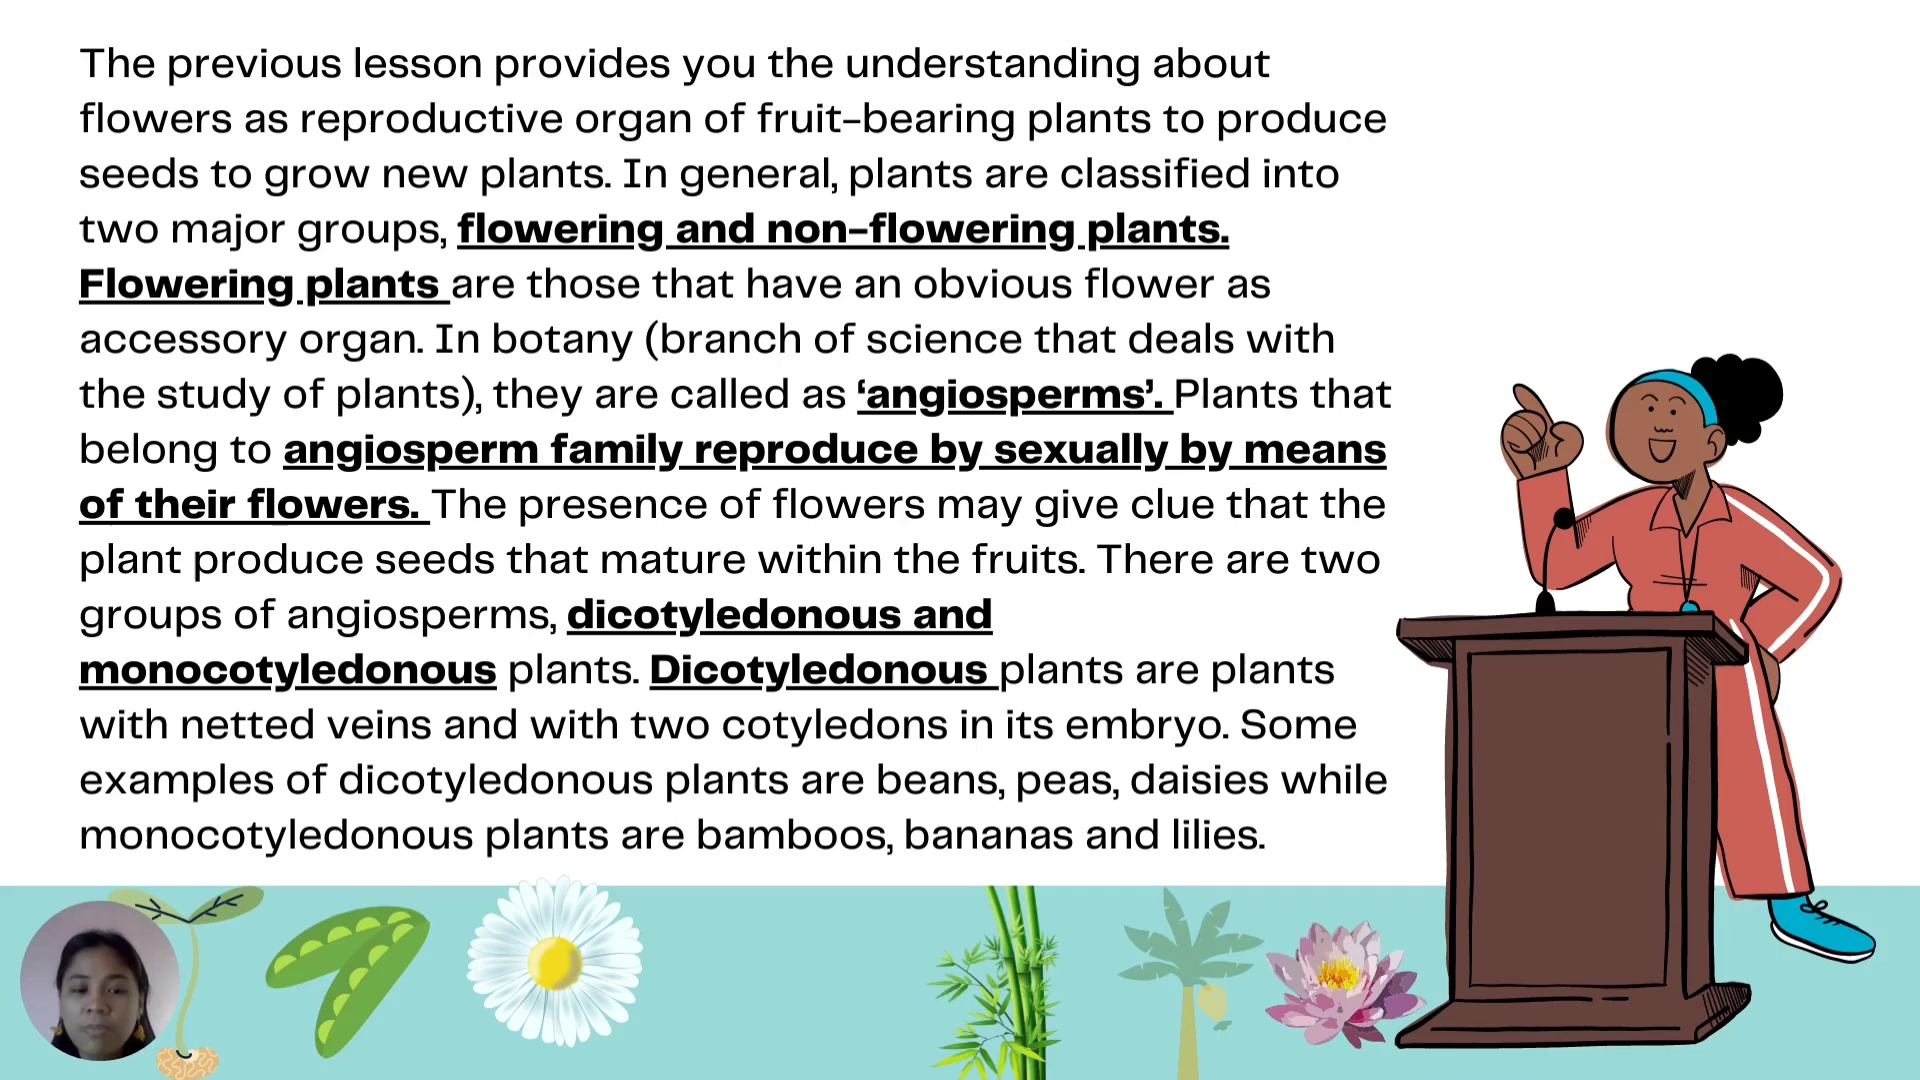 The previous lesson provides you the understanding about
flowers as reproductive organ of fruit-bearing plants to produce
seeds to grow new plants. In general, plants are classified into
two major groups, flowering and non-flowering plants.
Flowering plants are those that have an obvious flower as
accessory organ. In botany (branch of science that deals with
the study of plants), they are called as ‘angiosperms’. Plants that
belong to angiosperm family reproduce by sexually by means
of their flowers. The presence of flowers may give clue that the
plant produce seeds that mature within the fruits. There are two
groups of angiosperms, dicotyledonous and
monocotyledonous plants. Dicotyledonous plants are plants
with netted veins and with two cotyledons in its embryo. Some
examples of dicotyledonous plants are beans, peas, daisies while
monocotyledonous plants are bamboos, bananas and lilies.